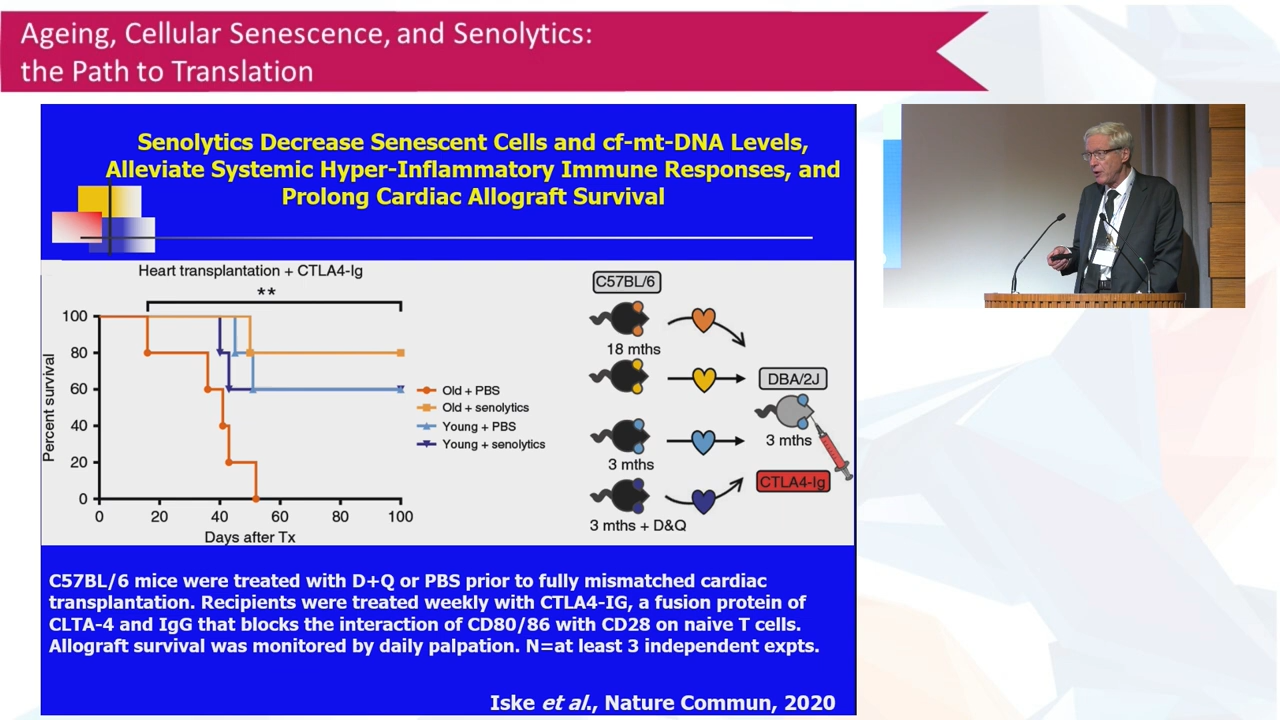 Ageing, Cellular Senescence, and Senolytics:
the Path to Translation
Senolytics Decrease Senescent Cells and cf-mt-DNA Levels,
Alleviate Systemic Hyper-Inflammatory Immune Responses, and
Prolong Cardiac Allograft Survival
Heart transplantation + CTLA4-Ig
**
Percent survival
100
80
60
40
20
0
0 20 40 60 80 100
Days after Tx
Old + PBS
Old + senolytics
Young + PBS
Young + senolytics
C57BL/6
18 mths
3 mths
3 mths + D&Q
DBA/2J
3 mths
CTLA4-Ig
C57BL/6 mice were treated with D+Q or PBS prior to fully mismatched cardiac
transplantation. Recipients were treated weekly with CTLA4-IG, a fusion protein of
CLTA-4 and IgG that blocks the interaction of CD80/86 with CD28 on naive T cells.
Allograft survival was monitored by daily palpation. N=at least 3 independent expts.
Iske et al., Nature Commun, 2020